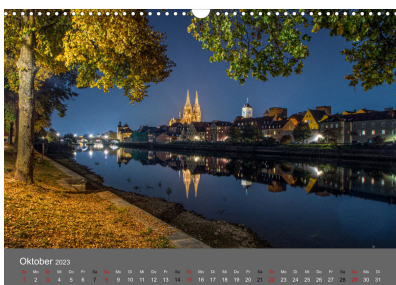 Oktober 2023
So Mo Di Mi Do Fr Sa So Mo Di Mi Do Fr Sa So Mo Di Mi Do Fr Sa So Mo Di Mi Do Fr Sa So Mo Di
1 2 3 4 5 6 7 8 9 10 11 12 13 14 15 16 17 18 19 20 21 22 23 24 25 26 27 28 29 30 31